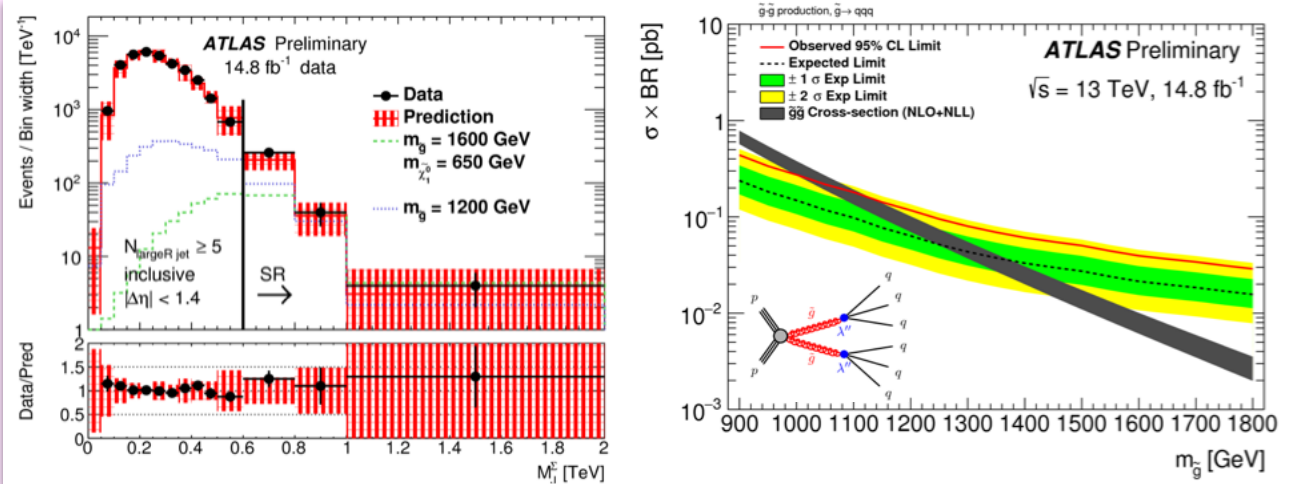 ATLAS Preliminary
14.8 fb⁻¹ data
Events / Bin width [TeV⁻¹]
10⁴
10³
10²
10
1
Data
Prediction
m_g = 1600 GeV
m_χ̃₁⁰ = 650 GeV
m_g = 1200 GeV
N_largeR jet ≥ 5
inclusive
|Δη| < 1.4
SR
Data/Pred
2
1.5
1
0.5
0
0 0.2 0.4 0.6 0.8 1 1.2 1.4 1.6 1.8 2
M_J^Σ [TeV]
g̃-g̃ production, g̃→ qqq
σ × BR [pb]
10
1
10⁻¹
10⁻²
10⁻³
Observed 95% CL Limit
Expected Limit
± 1 σ Exp Limit
± 2 σ Exp Limit
g̃g̃ Cross-section (NLO+NLL)
ATLAS Preliminary
√s = 13 TeV, 14.8 fb⁻¹
p
p
g̃
g̃
λ''
λ''
q
q
q
q
q
q
900 1000 1100 1200 1300 1400 1500 1600 1700 1800
m_g̃ [GeV]